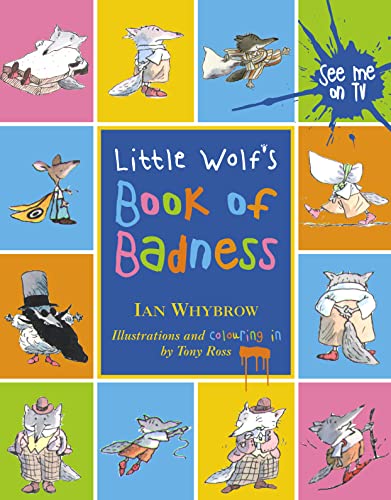 See me
on TV
Little Wolf's
Book of
Badness
Ian Whybrow
Illustrations and colouring in
by Tony Ross